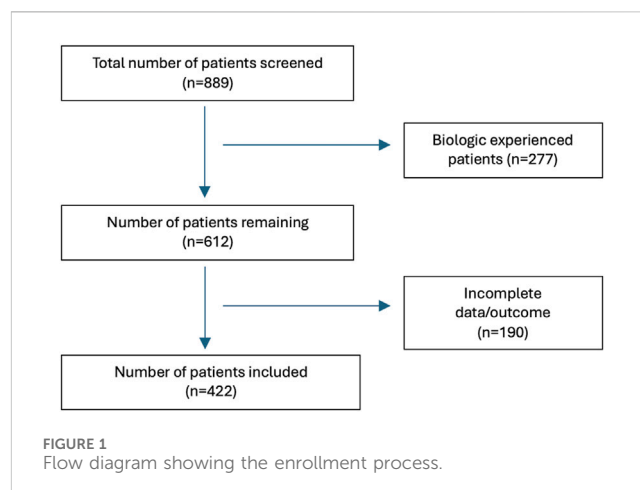 Total number of patients screened
(n=889)
Biologic experienced
patients (n=277)
Number of patients remaining
(n=612)
Incomplete
data/outcome
(n=190)
Number of patients included
(n=422)
FIGURE 1
Flow diagram showing the enrollment process.